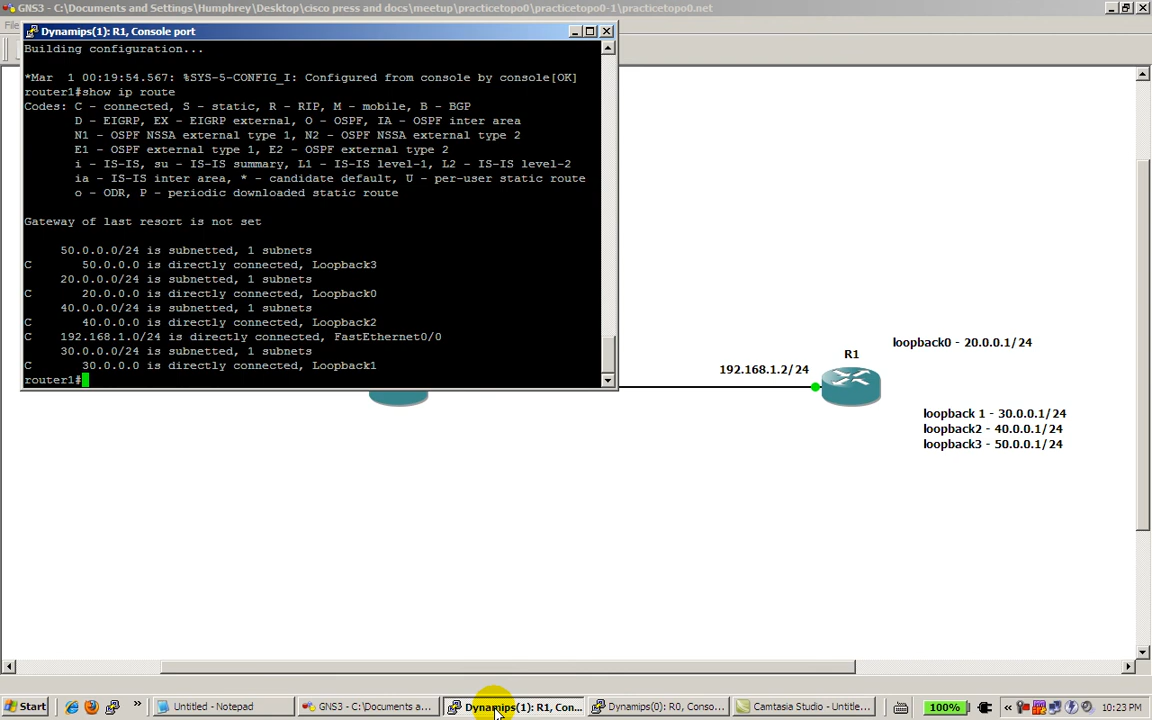 GNS3 - C:\Documents and Settings\Humphrey\Desktop\cisco press and docs\meetup\practicetopo0\practicetopo0-1\practicetopo0.net
Dynamips(1): R1, Console port
Building configuration...
*Mar  1 00:19:54.567: %SYS-5-CONFIG_I: Configured from console by console[OK]
router1#show ip route
Codes: C - connected, S - static, R - RIP, M - mobile, B - BGP
D - EIGRP, EX - EIGRP external, O - OSPF, IA - OSPF inter area
N1 - OSPF NSSA external type 1, N2 - OSPF NSSA external type 2
E1 - OSPF external type 1, E2 - OSPF external type 2
i - IS-IS, su - IS-IS summary, L1 - IS-IS level-1, L2 - IS-IS level-2
ia - IS-IS inter area, * - candidate default, U - per-user static route
o - ODR, P - periodic downloaded static route
Gateway of last resort is not set
50.0.0.0/24 is subnetted, 1 subnets
C       50.0.0.0 is directly connected, Loopback3
20.0.0.0/24 is subnetted, 1 subnets
C       20.0.0.0 is directly connected, Loopback0
40.0.0.0/24 is subnetted, 1 subnets
C       40.0.0.0 is directly connected, Loopback2
C    192.168.1.0/24 is directly connected, FastEthernet0/0
30.0.0.0/24 is subnetted, 1 subnets
C       30.0.0.0 is directly connected, Loopback1
router1#
R1
loopback0 - 20.0.0.1/24
192.168.1.2/24
loopback 1 - 30.0.0.1/24
loopback2 - 40.0.0.1/24
loopback3 - 50.0.0.1/24
Start
Untitled - Notepad
GNS3 - C:\Documents a...
Dynamips(1): R1, Con...
Dynamips(0): R0, Conso...
Camtasia Studio - Untitle...
100%
10:23 PM